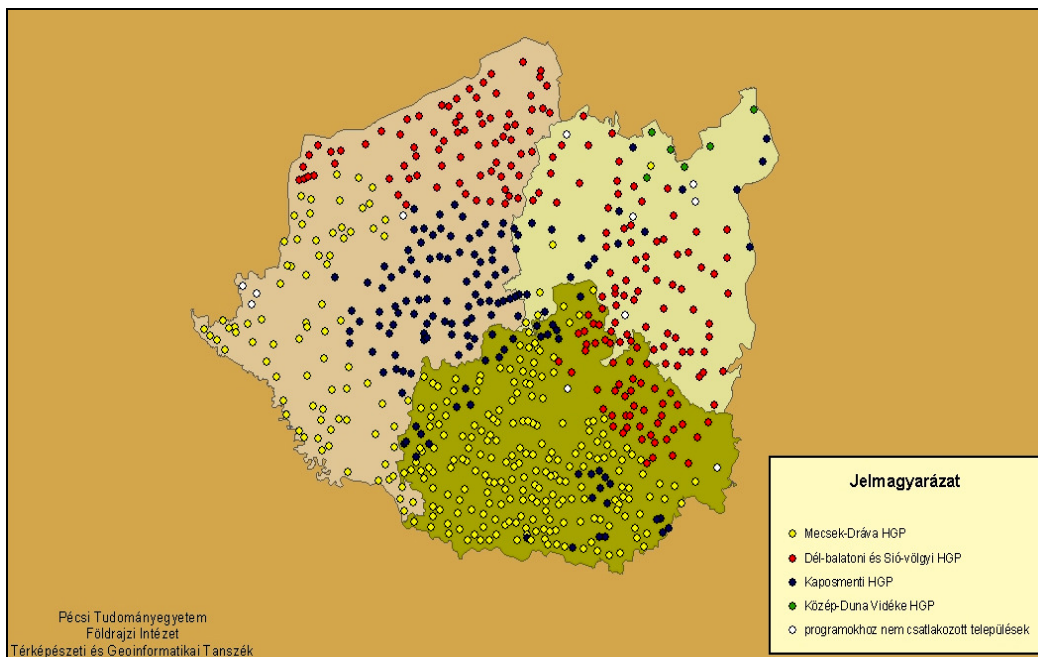 Jelmagyarázat
Mecsek-Dráva HGP
Dél-balatoni és Sió-völgyi HGP
Kaposmenti HGP
Közép-Duna Vidéke HGP
programokhoz nem csatlakozott települések
Pécsi Tudományegyetem
Földrajzi Intézet
Térképészeti és Geoinformatikai Tanszék